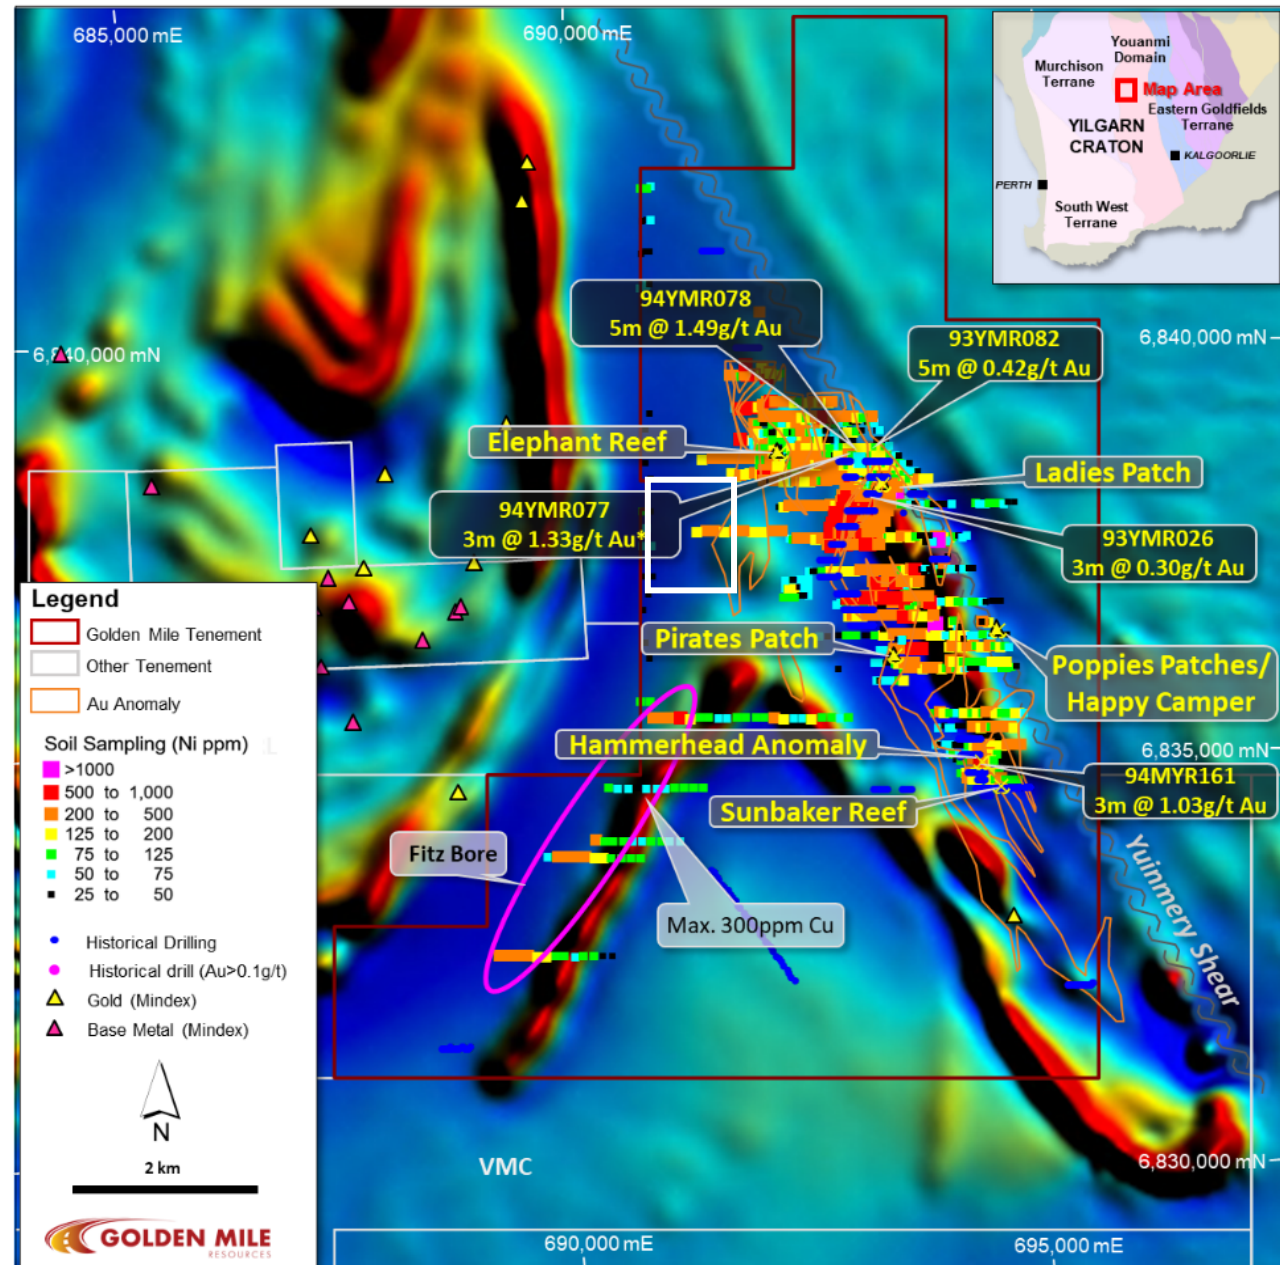 685,000 mE
690,000 mE
Youanmi
Domain
Murchison
Terrane
Map Area
Eastern Goldfields
Terrane
YILGARN
CRATON
KALGOORLIE
PERTH
South West
Terrane
94YMR078
5m @ 1.49g/t Au
93YMR082
5m @ 0.42g/t Au
6,840,000 mN
6,840,000 mN
Elephant Reef
Ladies Patch
94YMR077
3m @ 1.33g/t Au*
93YMR026
3m @ 0.30g/t Au
Pirates Patch
Poppies Patches/
Happy Camper
Hammerhead Anomaly
6,835,000 mN
94MYR161
3m @ 1.03g/t Au
Sunbaker Reef
Fitz Bore
Max. 300ppm Cu
Yuinmery Shear
VMC
6,830,000 mN
690,000 mE
695,000 mE
Legend
Golden Mile Tenement
Other Tenement
Au Anomaly
Soil Sampling (Ni ppm)
>1000
500 to 1,000
200 to 500
125 to 200
75 to 125
50 to 75
25 to 50
Historical Drilling
Historical drill (Au>0.1g/t)
Gold (Mindex)
Base Metal (Mindex)
N
2 km
GOLDEN MILE
RESOURCES